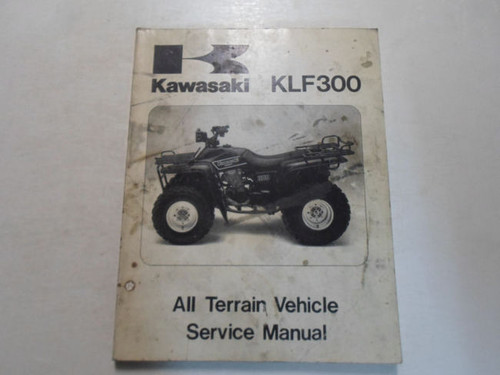 Kawasaki KLF300
All Terrain Vehicle
Service Manual